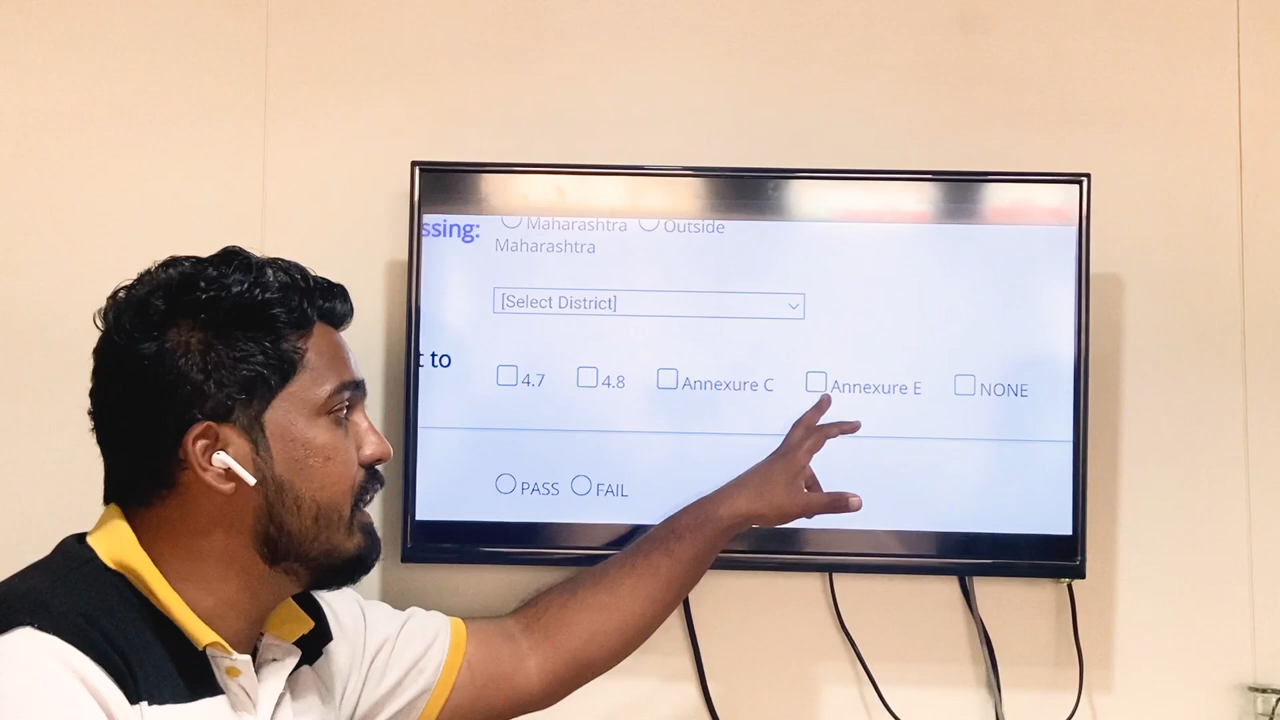 ssing:
Maharashtra Outside
Maharashtra
[Select District]
t to
4.7 4.8 Annexure C Annexure E NONE
PASS FAIL